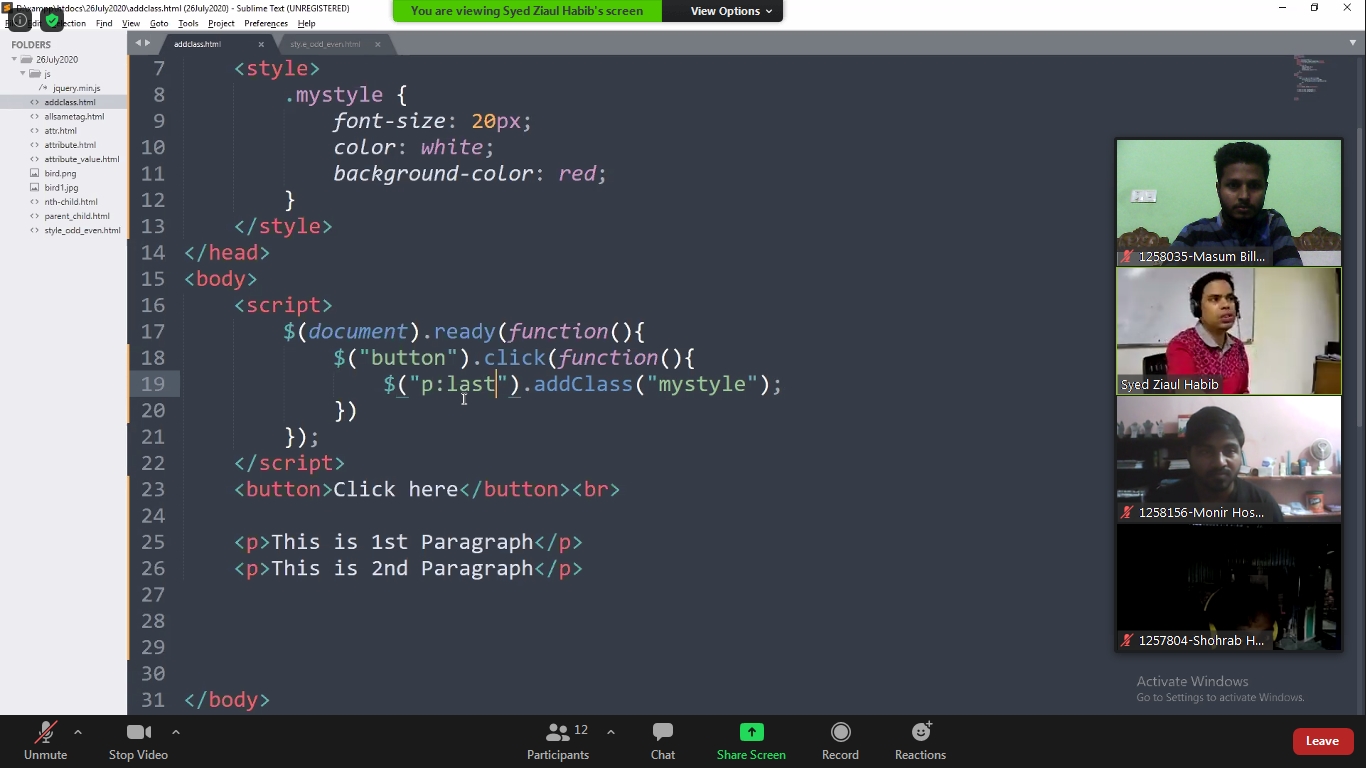 D:\xampp\htdocs\26July2020\addclass.html (26July2020) - Sublime Text (UNREGISTERED)
You are viewing Syed Ziaul Habib's screen
View Options
Find View Goto Tools Project Preferences Help
FOLDERS
26July2020
js
jquery.min.js
addclass.html
allsametag.html
attr.html
attribute.html
attribute_value.html
bird.png
bird1.jpg
nth-child.html
parent_child.html
style_odd_even.html
addclass.html
style_odd_even.html
7 <style>
8 .mystyle {
9 font-size: 20px;
10 color: white;
11 background-color: red;
12 }
13 </style>
14 </head>
15 <body>
16 <script>
17 $(document).ready(function(){
18 $("button").click(function(){
19 $("p:last").addClass("mystyle");
20 })
21 });
22 </script>
23 <button>Click here</button><br>
24
25 <p>This is 1st Paragraph</p>
26 <p>This is 2nd Paragraph</p>
27
28
29
30
31 </body>
1258035-Masum Bill...
Syed Ziaul Habib
1258156-Monir Hos...
1257804-Shohrab H...
Activate Windows
Go to Settings to activate Windows.
Unmute
Stop Video
Participants
12
Chat
Share Screen
Record
Reactions
Leave